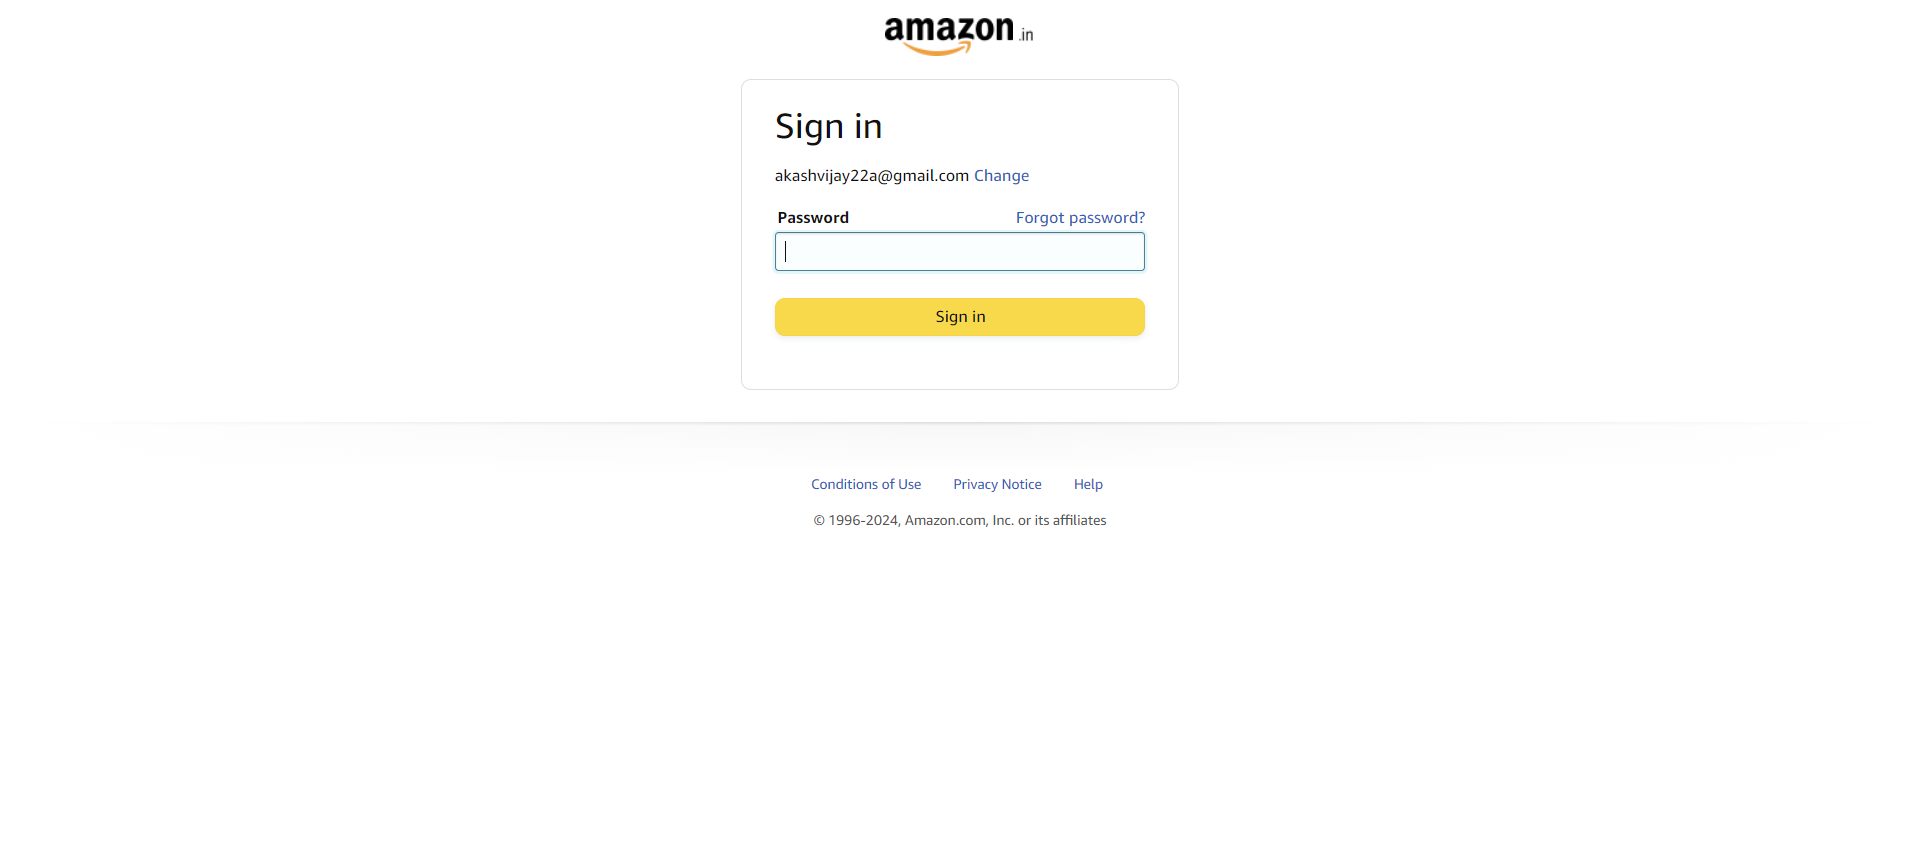 amazon.in
Sign in
akashvijay22a@gmail.com Change
Password Forgot password?
Sign in
Conditions of Use Privacy Notice Help
© 1996-2024, Amazon.com, Inc. or its affiliates